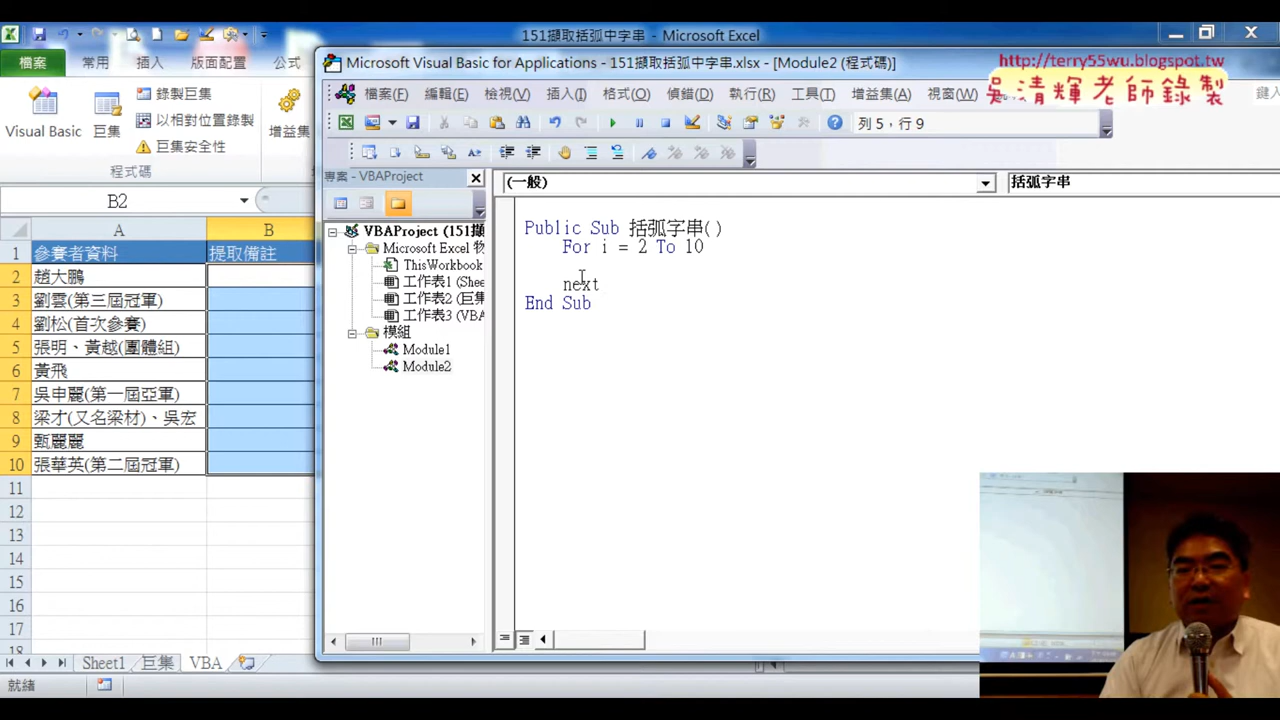 151擷取括弧中字串 - Microsoft Excel
檔案
常用
插入
版面配置
公式
Visual Basic
巨集
錄製巨集
以相對位置錄製
巨集安全性
增益集
程式碼
B2
A
B
1 參賽者資料 提取備註
2 趙大鵬
3 劉雲(第三屆冠軍)
4 劉松(首次參賽)
5 張明、黃越(團體組)
6 黃飛
7 吳申麗(第一屆亞軍)
8 梁才(又名梁材)、吳宏
9 甄麗麗
10 張華英(第二屆冠軍)
11
12
13
14
15
16
17
18
Sheet1 巨集 VBA
就緒
Microsoft Visual Basic for Applications - 151擷取括弧中字串.xlsx - [Module2 (程式碼)]
http://terry55wu.blogspot.tw
吳清輝老師錄製
鍵入
檔案(F) 編輯(E) 檢視(V) 插入(I) 格式(O) 偵錯(D) 執行(R) 工具(T) 增益集(A) 視窗(W)
列 5，行 9
專案 - VBAProject
VBAProject (151擷
Microsoft Excel 物
ThisWorkbook
工作表1 (Shee
工作表2 (巨集
工作表3 (VBA
模組
Module1
Module2
(一般)
括弧字串
Public Sub 括弧字串()
For i = 2 To 10
next
End Sub